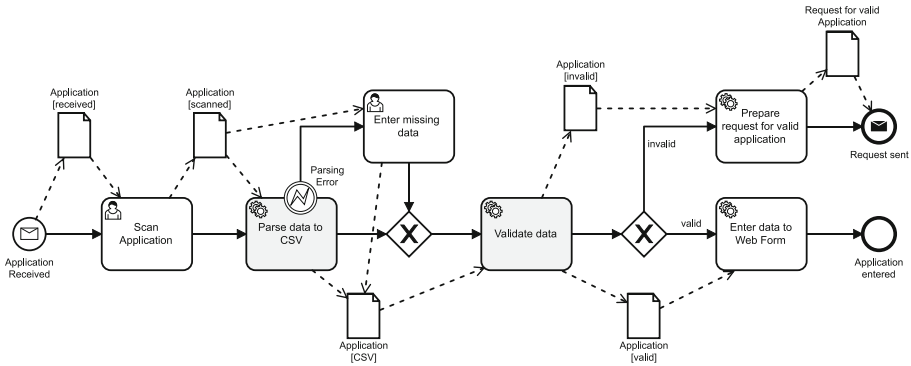 Request for valid
Application
Application
[received]
Application
[scanned]
Application
[invalid]
Enter missing
data
Prepare
request for valid
application
invalid
Request sent
Parsing
Error
Scan
Application
Parse data to
CSV
X
Validate data
X
valid
Enter data to
Web Form
Application
Received
Application
entered
Application
[CSV]
Application
[valid]